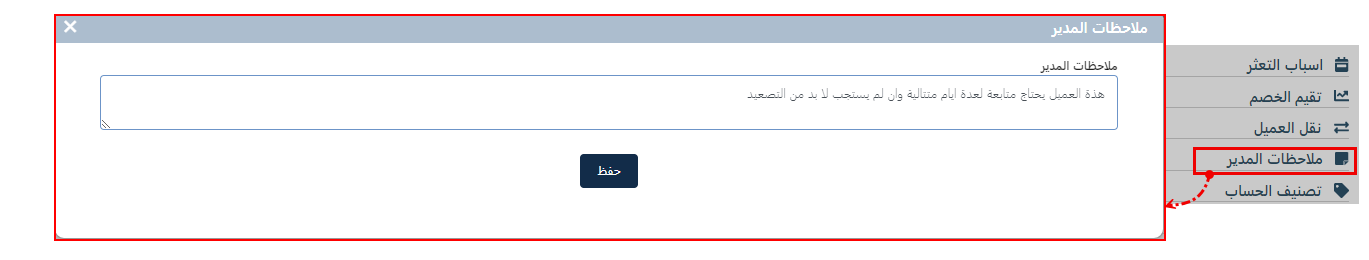 ملاحظات المدير
ملاحظات المدير
هذة العميل يحتاج متابعة لعدة ايام متتالية وان لم يستجب لا بد من التصعيد
حفظ
اسباب التعثر
تقيم الخصم
نقل العميل
ملاحظات المدير
تصنيف الحساب